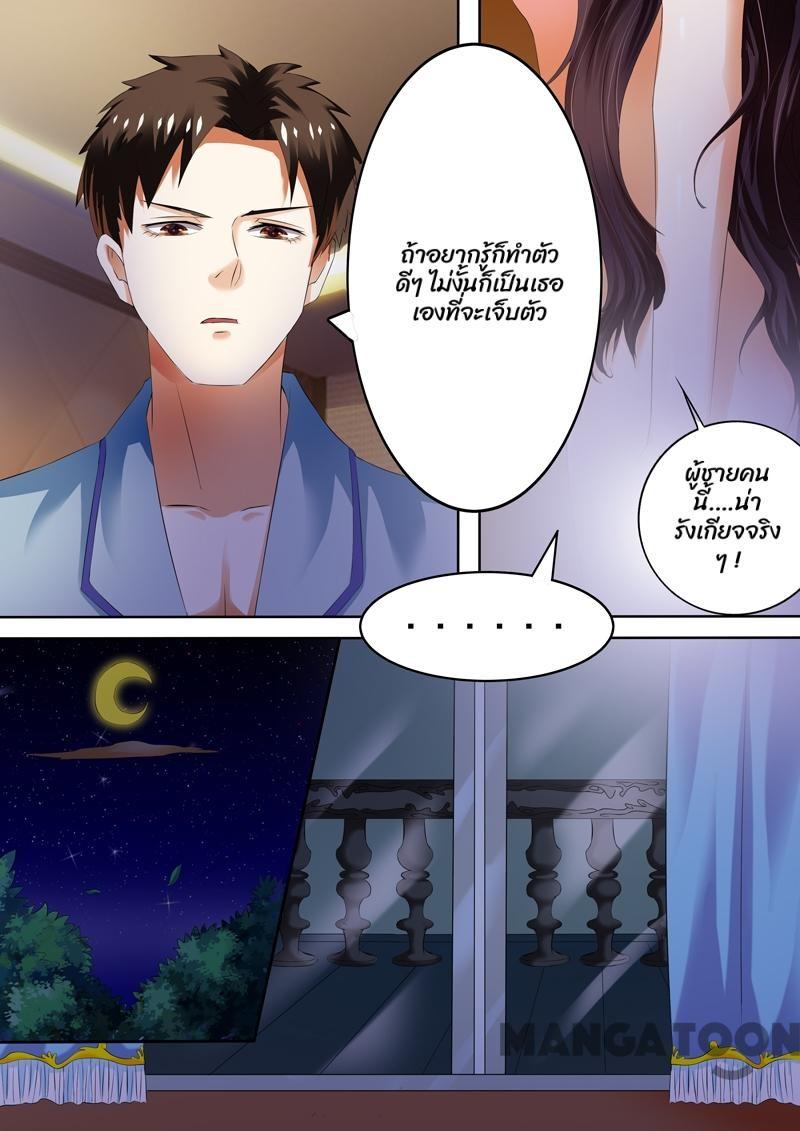 ถ้าอยากรู้ก็ทำตัว
ดีๆ ไม่งั้นก็เป็นเธอ
เองที่จะเจ็บตัว
ผู้ชายคน
นี้....น่า
รังเกียจจริง
ๆ !
. . . . . .
MANGATOON